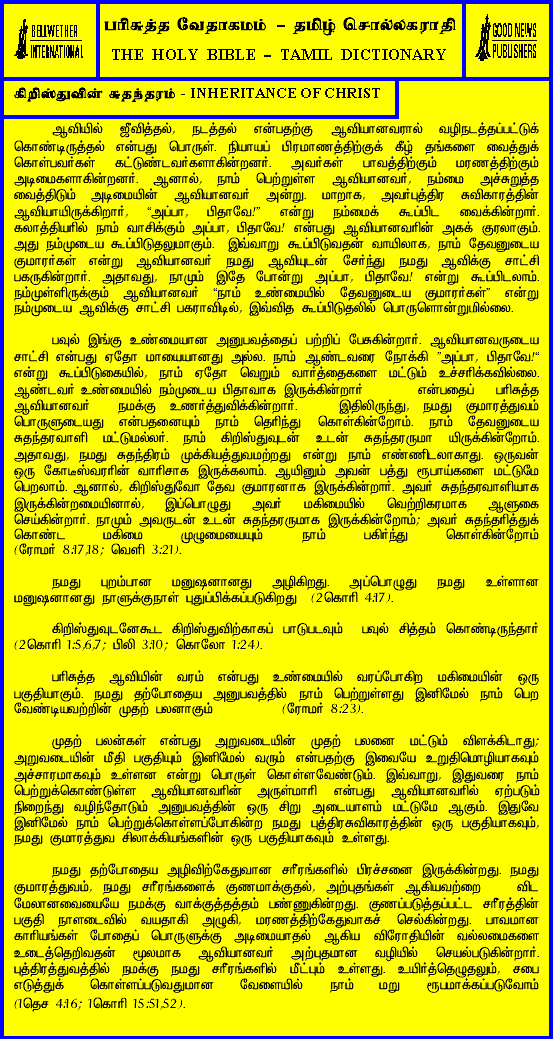 BELLWETHER
INTERNATIONAL
பரிசுத்த வேதாகமம் – தமிழ் சொல்லகராதி
THE HOLY BIBLE – TAMIL DICTIONARY
GOOD NEWS
PUBLISHERS
கிறிஸ்துவின் சுதந்தரம் - INHERITANCE OF CHRIST
ஆவியில் ஜீவித்தல், நடத்தல் என்பதற்கு ஆவியானவரால் வழிநடத்தப்பட்டுக்
கொண்டிருத்தல் என்பது பொருள். நியாயப் பிரமாணத்திற்குக் கீழ் தங்களை வைத்துக்
கொள்பவர்கள் கட்டுண்டவர்களாகின்றனர். அவர்கள் பாவத்திற்கும் மரணத்திற்கும்
அடிமைகளாகின்றனர். ஆனால், நாம் பெற்றுள்ள ஆவியானவர், நம்மை அச்சுறுத்த
வைத்திடும் அடிமையின் ஆவியானவர் அன்று. மாறாக, அவர்புத்திர சுவிகாரத்தின்
ஆவியாயிருக்கிறார், “அப்பா, பிதாவே!” என்று நம்மைக் கூப்பிட வைக்கின்றார்.
கலாத்தியரில் நாம் வாசிக்கும் அப்பா, பிதாவே! என்பது ஆவியானவரின் அகக் குரலாகும்.
அது நம்முடைய கூப்பிடுதலுமாகும். இவ்வாறு கூப்பிடுவதன் வாயிலாக, நாம் தேவனுடைய
குமாரர்கள் என்று ஆவியானவர் நமது ஆவியுடன் சேர்ந்து நமது ஆவிக்கு சாட்சி
பகருகின்றார். அதாவது, நாமும் இதே போன்று அப்பா, பிதாவே! என்று கூப்பிடலாம்.
நம்முள்ளிருக்கும் ஆவியானவர் “நாம் உண்மையில் தேவனுடைய குமாரர்கள்” என்று
நம்முடைய ஆவிக்கு சாட்சி பகராவிடில், இவ்வித கூப்பிடுதலில் பொருளொன்றுமில்லை.
பவுல் இங்கு உண்மையான அனுபவத்தைப் பற்றிப் பேசுகின்றார். ஆவியானவருடைய
சாட்சி என்பது ஏதோ மாயையானது அல்ல. நாம் ஆண்டவரை நோக்கி ”அப்பா, பிதாவே!“
என்று கூப்பிடுகையில், நாம் ஏதோ வெறும் வார்த்தைகளை மட்டும் உச்சரிக்கவில்லை.
ஆண்டவர் உண்மையில் நம்முடைய பிதாவாக இருக்கின்றார் என்பதைப் பரிசுத்த
ஆவியானவர் நமக்கு உணர்த்துவிக்கின்றார். இதிலிருந்து, நமது குமாரத்துவம்
பொருளுடையது என்பதனையும் நாம் தெரிந்து கொள்கின்றோம். நாம் தேவனுடைய
சுதந்தரவாளி மட்டுமல்லர். நாம் கிறிஸ்துவுடன் உடன் சுதந்தரருமா யிருக்கின்றோம்.
அதாவது, நமது சுதந்திரம் முக்கியத்துவமற்றது என்று நாம் எண்ணிடலாகாது. ஒருவன்
ஒரு கோடீஸ்வரரின் வாரிசாக இருக்கலாம். ஆயினும் அவன் பத்து ரூபாய்களை மட்டுமே
பெறலாம். ஆனால், கிறிஸ்துவோ தேவ குமாரனாக இருக்கின்றார். அவர் சுதந்தரவாளியாக
இருக்கின்றமையினால், இப்பொழுது அவர் மகிமையில் வெற்றிகரமாக ஆளுகை
செய்கின்றார். நாமும் அவருடன் உடன் சுதந்தரருமாக இருக்கின்றோம்; அவர் சுதந்தரித்துக்
கொண்ட மகிமை முழுமையையும் நாம் பகிர்ந்து கொள்கின்றோம்
(ரோமர் 8:17,18; வெளி 3:21).
நமது புறம்பான மனுஷனானது அழிகிறது. அப்பொழுது நமது உள்ளான
மனுஷனானது நாளுக்குநாள் புதுப்பிக்கப்படுகிறது (2கொரி 4:17).
கிறிஸ்துவுடனேகூட கிறிஸ்துவிற்காகப் பாடுபடவும் பவுல் சித்தம் கொண்டிருந்தார்
(2கொரி 1:5,6,7; பிலி 3:10; கொலோ 1:24).
பரிசுத்த ஆவியின் வரம் என்பது உண்மையில் வரப்போகிற மகிமையின் ஒரு
பகுதியாகும். நமது தற்போதைய அனுபவத்தில் நாம் பெற்றுள்ளது இனிமேல் நாம் பெற
வேண்டியவற்றின் முதற் பலனாகும் (ரோமர் 8:23).
முதற் பலன்கள் என்பது அறுவடையின் முதற் பலனை மட்டும் விளக்கிடாது;
அறுவடையின் மீதி பகுதியும் இனிமேல் வரும் என்பதற்கு இவையே உறுதிமொழியாகவும்
அச்சாரமாகவும் உள்ளன என்று பொருள் கொள்ளவேண்டும். இவ்வாறு, இதுவரை நாம்
பெற்றுக்கொண்டுள்ள ஆவியானவரின் அருள்மாரி என்பது ஆவியானவரில் ஏற்படும்
நிறைந்து வழிந்தோடும் அனுபவத்தின் ஒரு சிறு அடையாளம் மட்டுமே ஆகும். இதுவே
இனிமேல் நாம் பெற்றுக்கொள்ளப்போகின்ற நமது புத்திரசுவிகாரத்தின் ஒரு பகுதியாகவும்,
நமது குமாரத்துவ சிலாக்கியங்களின் ஒரு பகுதியாகவும் உள்ளது.
நமது தற்போதைய அழிவிற்கேதுவான சரீரங்களில் பிரச்சனை இருக்கின்றது. நமது
குமாரத்துவம், நமது சரீரங்களைக் குணமாக்குதல், அற்புதங்கள் ஆகியவற்றை விட
மேலானவையையே நமக்கு வாக்குத்தத்தம் பண்ணுகின்றது. குணப்படுத்தப்பட்ட சரீரத்தின்
பகுதி நாளடைவில் வயதாகி அழுகி, மரணத்திற்கேதுவாகச் செல்கின்றது. பாவமான
காரியங்கள் போதைப் பொருளுக்கு அடிமையாதல் ஆகிய விரோதியின் வல்லமைகளை
உடைத்தெறிவதன் மூலமாக ஆவியானவர் அற்புதமான வழியில் செயல்படுகின்றார்.
புத்திரத்துவத்தில் நமக்கு நமது சரீரங்களில் மீட்பும் உள்ளது. உயிர்த்தெழுதலும், சபை
எடுத்துக் கொள்ளப்படுவதுமான வேளையில் நாம் மறு ரூபமாக்கப்படுவோம்
(1தெச 4:16; 1கொரி 15:51,52).